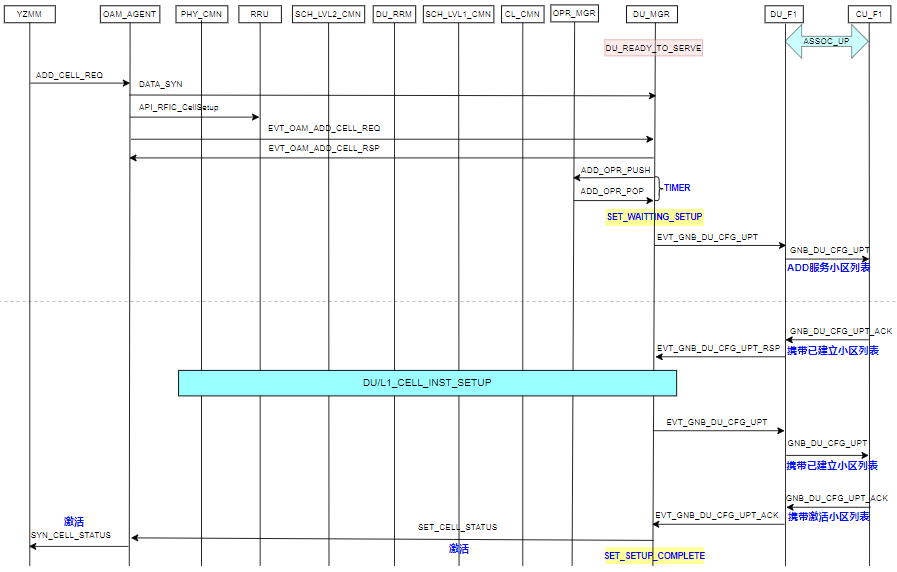 YZMM
OAM_AGENT
PHY_CMN
RRU
SCH_LVL2_CMN
DU_RRM
SCH_LVL1_CMN
CL_CMN
OPR_MGR
DU_MGR
DU_F1
CU_F1
ASSOC_UP
DU_READY_TO_SERVE
ADD_CELL_REQ
DATA_SYN
API_RFIC_CellSetup
EVT_OAM_ADD_CELL_REQ
EVT_OAM_ADD_CELL_RSP
ADD_OPR_PUSH
TIMER
ADD_OPR_POP
SET_WAITTING_SETUP
EVT_GNB_DU_CFG_UPT
GNB_DU_CFG_UPT
ADD服务小区列表
GNB_DU_CFG_UPT_ACK
EVT_GNB_DU_CFG_UPT_RSP
携带已建立小区列表
DU/L1_CELL_INST_SETUP
EVT_GNB_DU_CFG_UPT
GNB_DU_CFG_UPT
携带已建立小区列表
GNB_DU_CFG_UPT_ACK
EVT_GNB_DU_CFG_UPT_ACK
携带激活小区列表
SET_CELL_STATUS
激活
激活
SYN_CELL_STATUS
SET_SETUP_COMPLETE